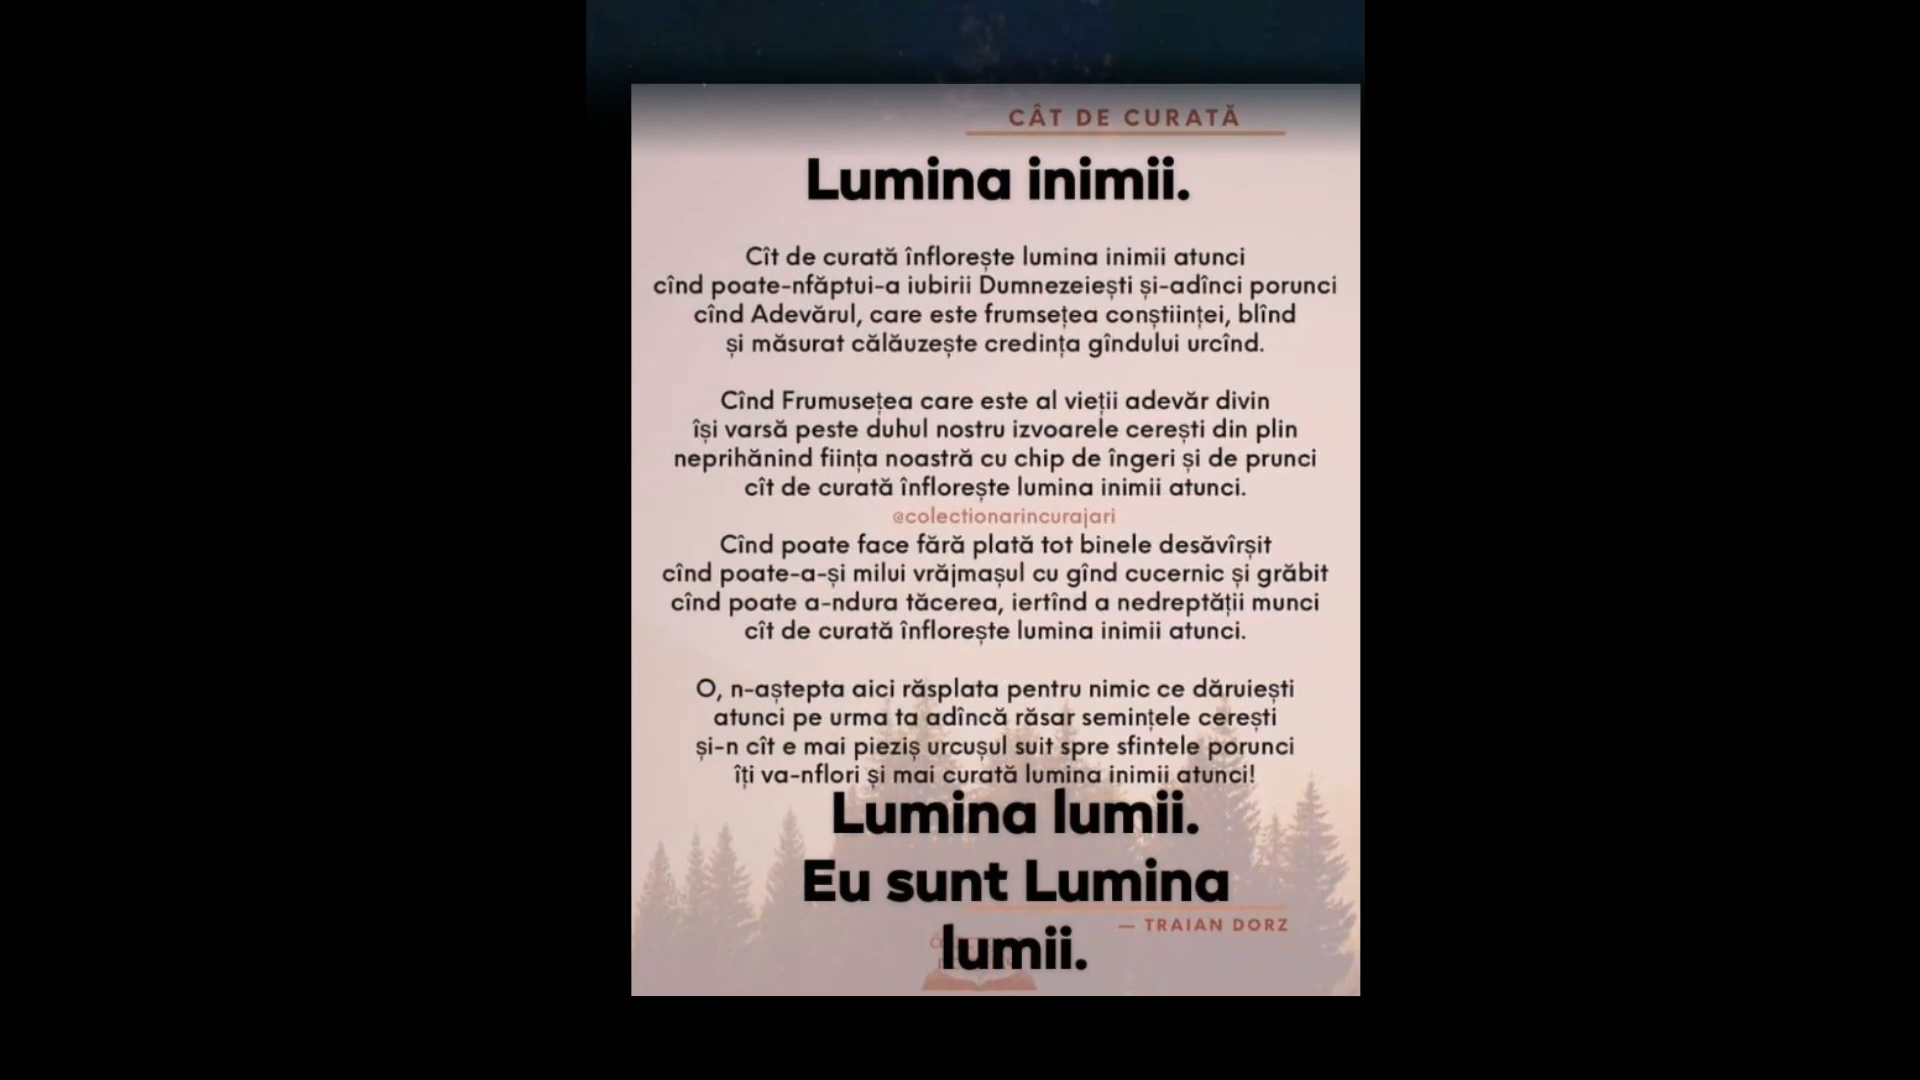 CÂT DE CURATĂ
Lumina inimii.
Cît de curată înflorește lumina inimii atunci
cînd poate-nfăptui-a iubirii Dumnezeiești și-adînci porunci
cînd Adevărul, care este frumsețea conștiinței, blînd
și măsurat călăuzește credința gîndului urcînd.
Cînd Frumusețea care este al vieții adevăr divin
își varsă peste duhul nostru izvoarele cerești din plin
neprihănind ființa noastră cu chip de îngeri și de prunci
cît de curată înflorește lumina inimii atunci.
@colectionarincurajari
Cînd poate face fără plată tot binele desăvîrșit
cînd poate-a-și milui vrăjmașul cu gînd cucernic și grăbit
cînd poate a-ndura tăcerea, iertînd a nedreptății munci
cît de curată înflorește lumina inimii atunci.
O, n-aștepta aici răsplata pentru nimic ce dăruiești
atunci pe urma ta adîncă răsar semințele cerești
și-n cît e mai pieziș urcușul suit spre sfintele porunci
îți va-nflori și mai curată lumina inimii atunci!
Lumina lumii.
Eu sunt Lumina
lumii.
— TRAIAN DORZ